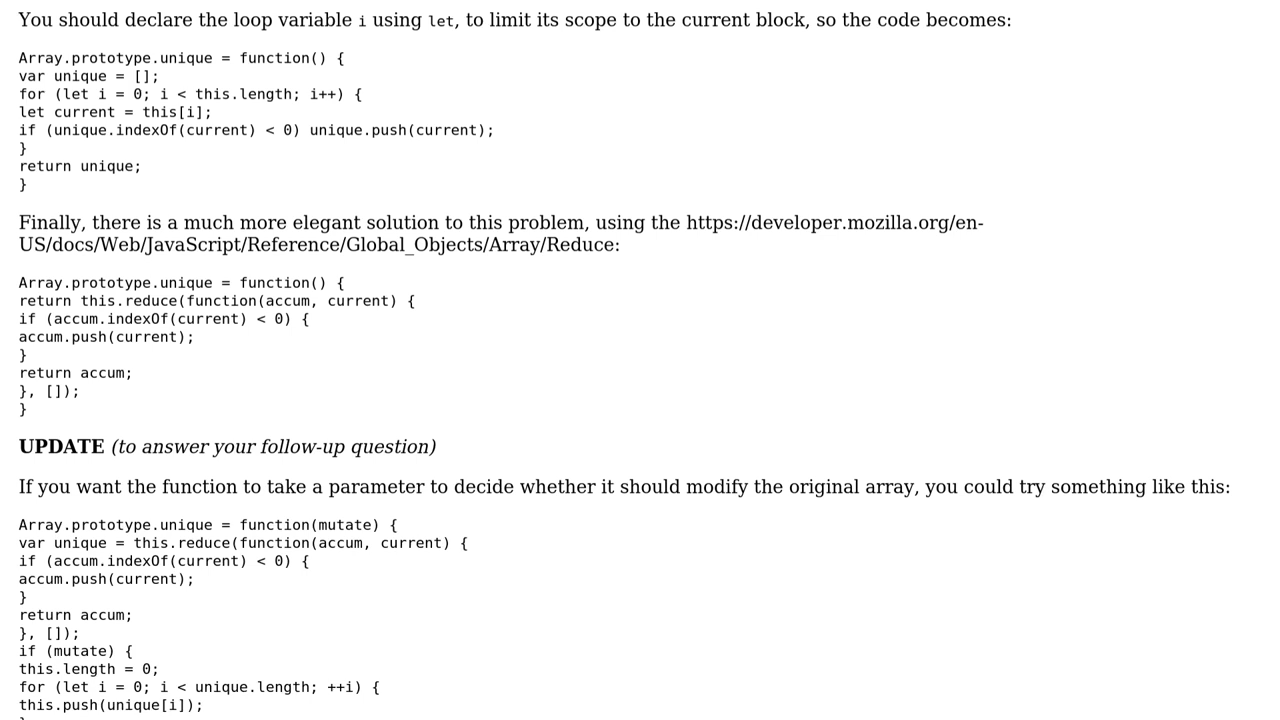 You should declare the loop variable i using let, to limit its scope to the current block, so the code becomes:
Array.prototype.unique = function() {
var unique = [];
for (let i = 0; i < this.length; i++) {
let current = this[i];
if (unique.indexOf(current) < 0) unique.push(current);
}
return unique;
}
Finally, there is a much more elegant solution to this problem, using the https://developer.mozilla.org/en-
US/docs/Web/JavaScript/Reference/Global_Objects/Array/Reduce:
Array.prototype.unique = function() {
return this.reduce(function(accum, current) {
if (accum.indexOf(current) < 0) {
accum.push(current);
}
return accum;
}, []);
}
UPDATE (to answer your follow-up question)
If you want the function to take a parameter to decide whether it should modify the original array, you could try something like this:
Array.prototype.unique = function(mutate) {
var unique = this.reduce(function(accum, current) {
if (accum.indexOf(current) < 0) {
accum.push(current);
}
return accum;
}, []);
if (mutate) {
this.length = 0;
for (let i = 0; i < unique.length; ++i) {
this.push(unique[i]);
}